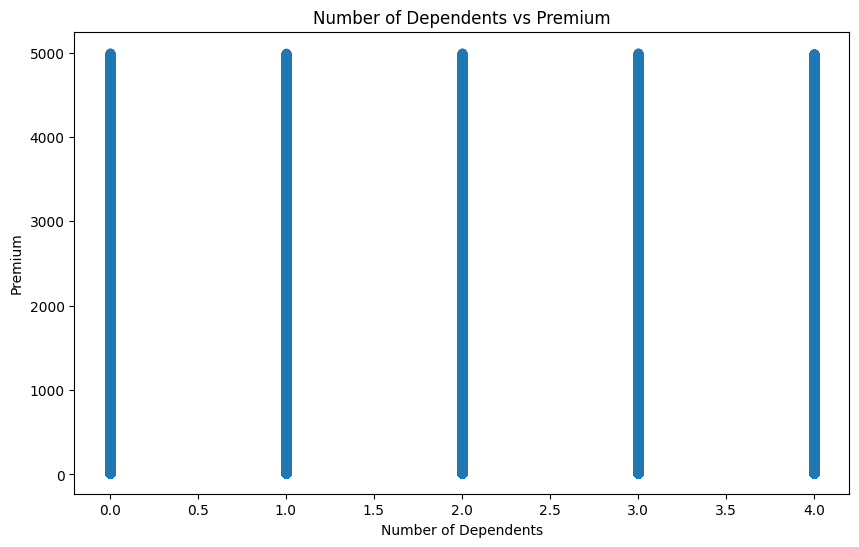 Number of Dependents vs Premium
Premium
5000
4000
3000
2000
1000
0
0.0 0.5 1.0 1.5 2.0 2.5 3.0 3.5 4.0
Number of Dependents